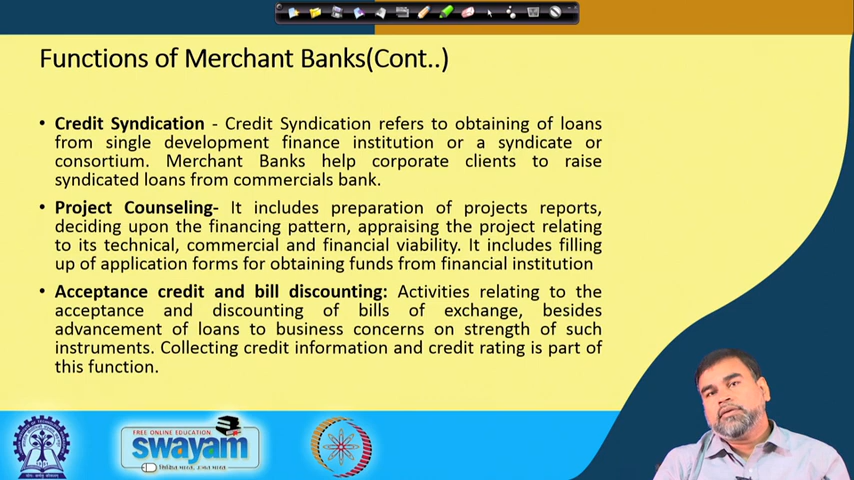 Functions of Merchant Banks(Cont..)
• Credit Syndication - Credit Syndication refers to obtaining of loans
from single development finance institution or a syndicate or
consortium. Merchant Banks help corporate clients to raise
syndicated loans from commercials bank.
• Project Counseling- It includes preparation of projects reports,
deciding upon the financing pattern, appraising the project relating
to its technical, commercial and financial viability. It includes filling
up of application forms for obtaining funds from financial institution
• Acceptance credit and bill discounting: Activities relating to the
acceptance and discounting of bills of exchange, besides
advancement of loans to business concerns on strength of such
instruments. Collecting credit information and credit rating is part of
this function.
FREE ONLINE EDUCATION
swayam